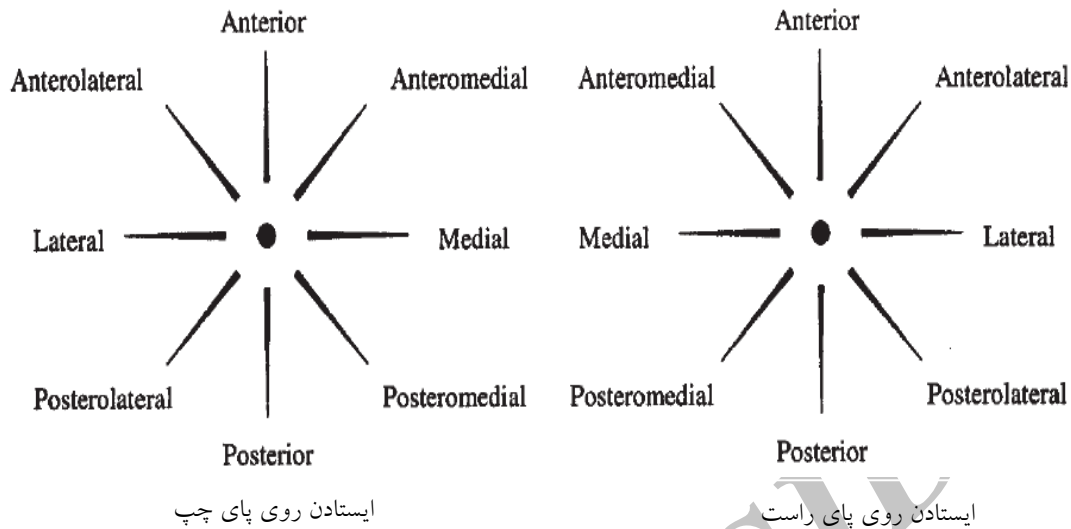 Anterior
Anterolateral
Anteromedial
Lateral
Medial
Posterolateral
Posteromedial
Posterior
ایستادن روی پای چپ
Anterior
Anteromedial
Anterolateral
Medial
Lateral
Posteromedial
Posterolateral
Posterior
ایستادن روی پای راست